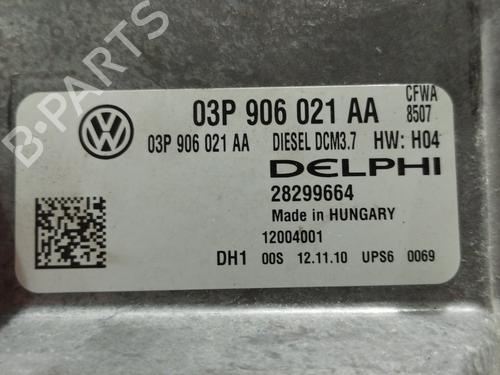 B-PARTS
03P 906 021 AA
CFWA
8507
03P 906 021 AA DIESEL DCM3.7 HW: H04
DELPHI
28299664
Made in HUNGARY
12004001
DH1 00S 12.11.10 UPS6 0069